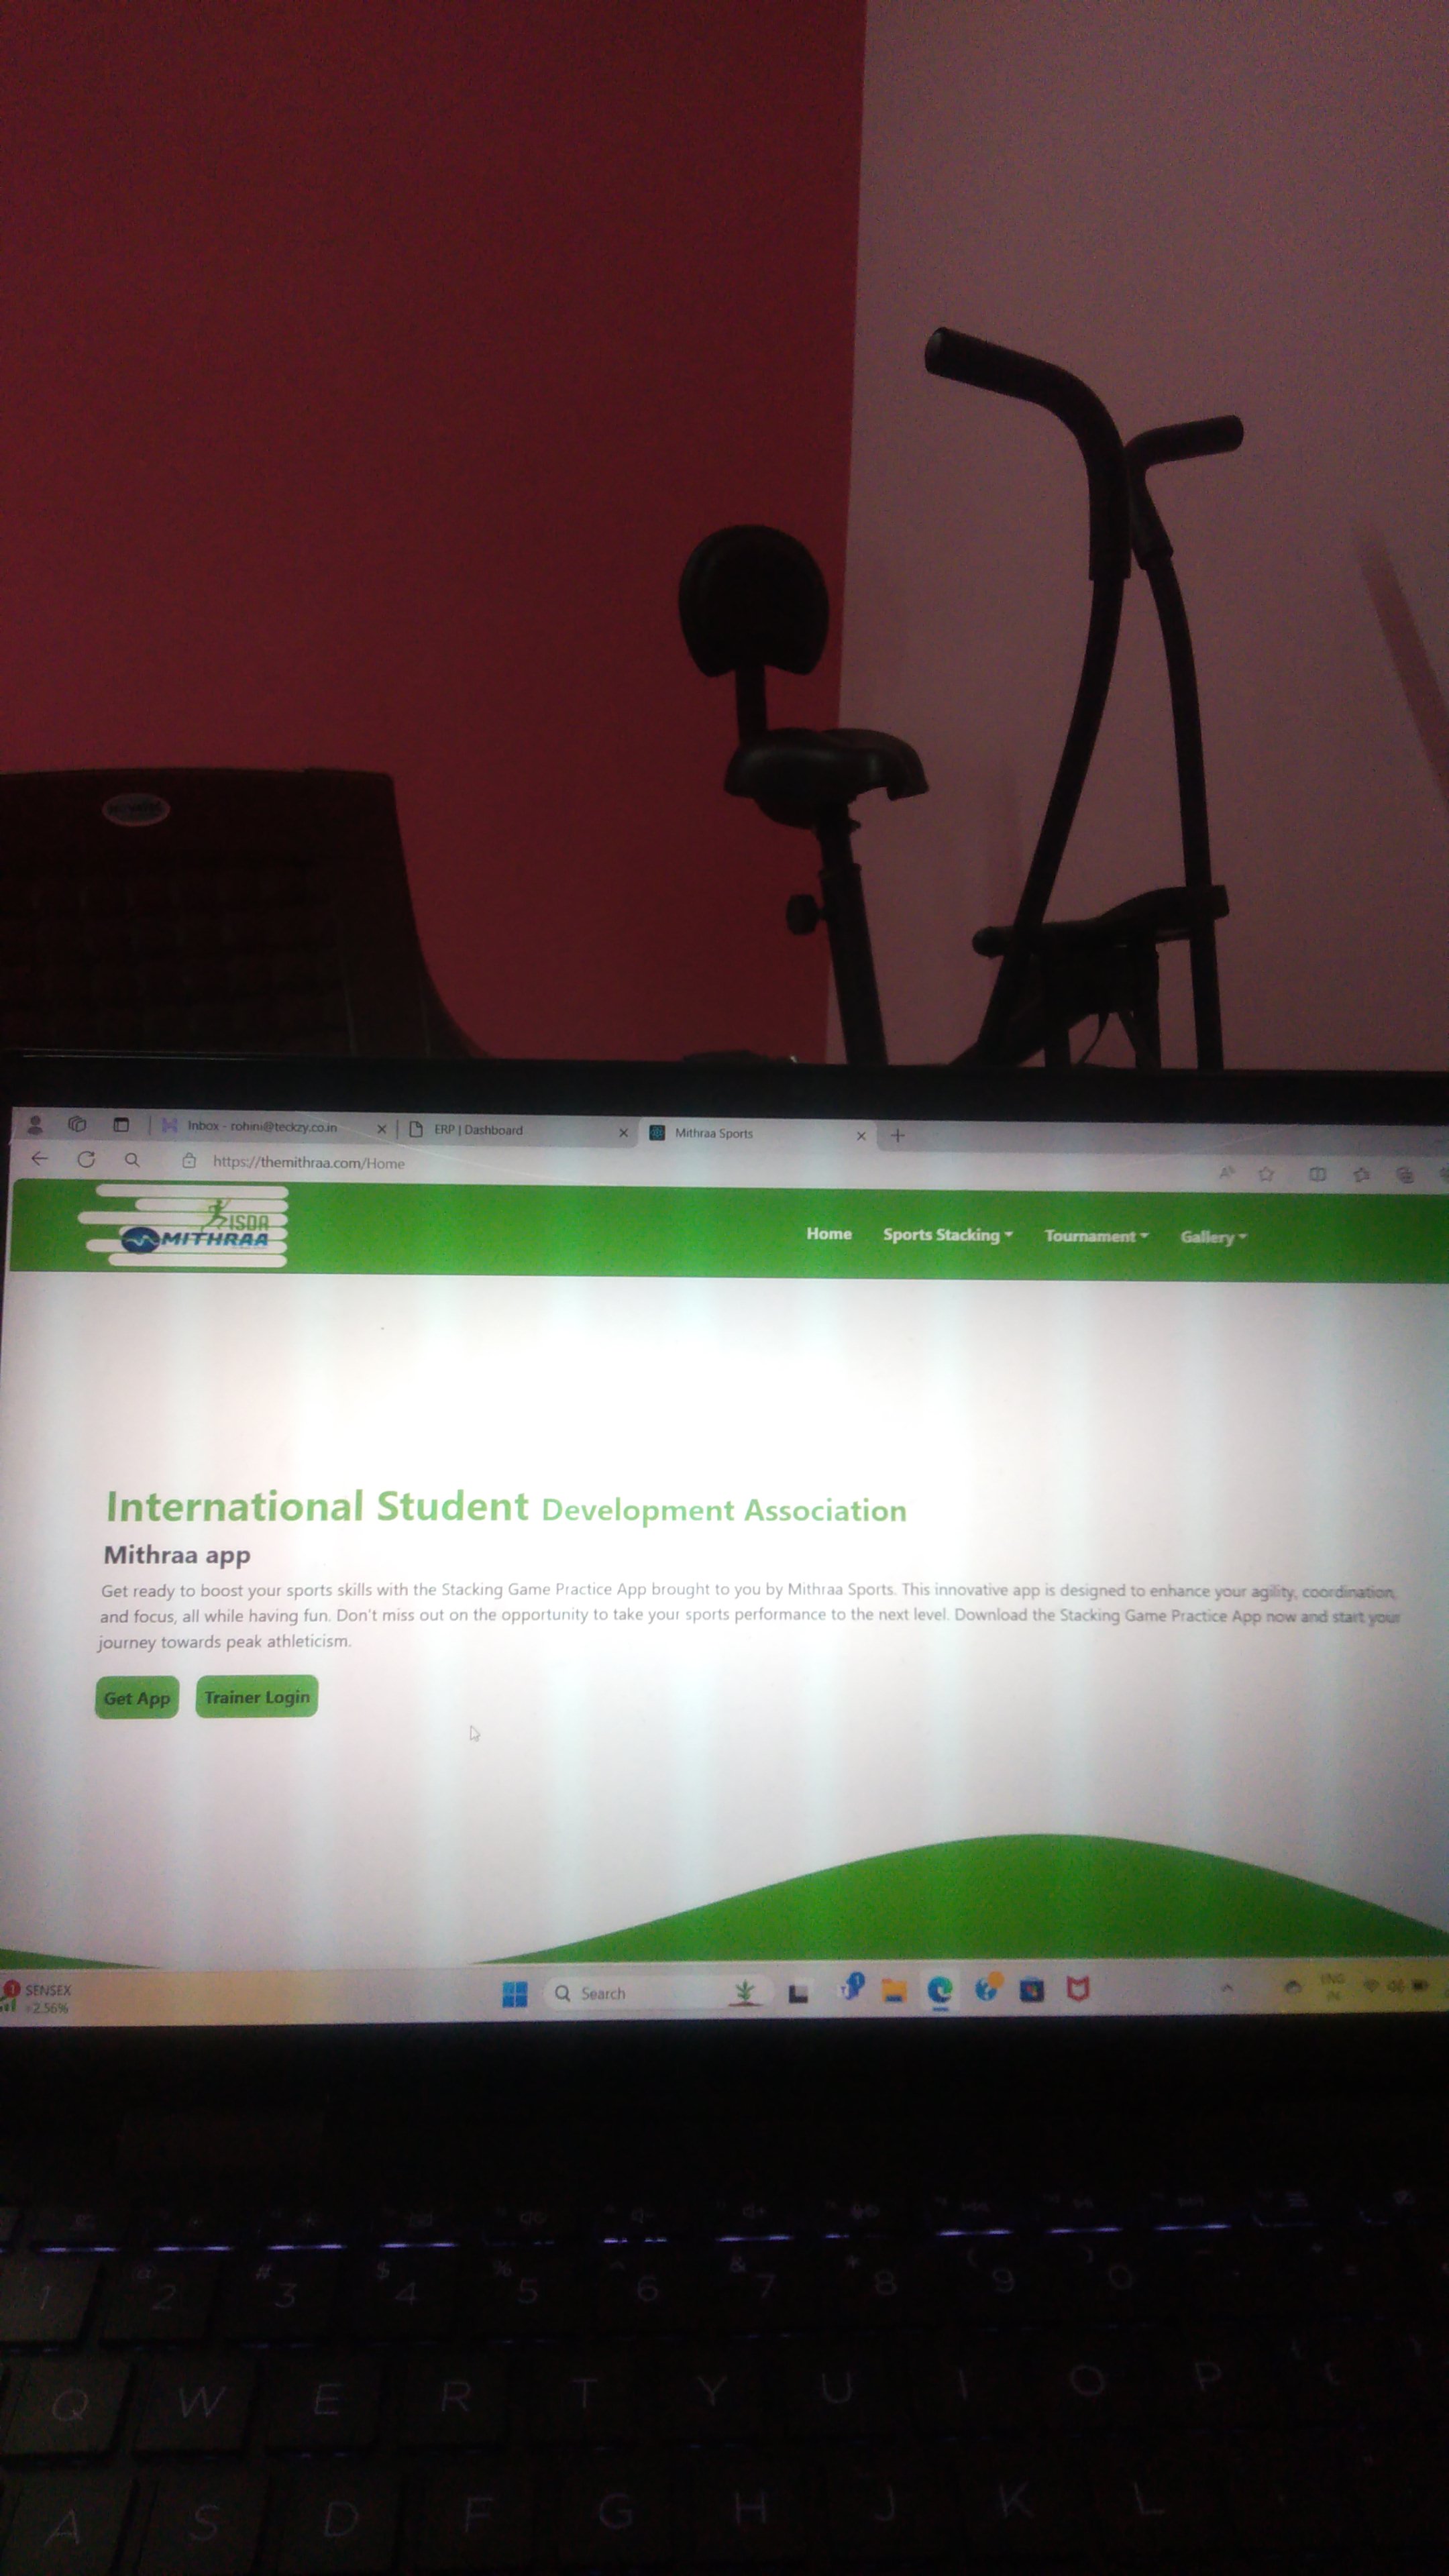 Inbox - rohini@teckzy.co.in
ERP | Dashboard
Mithraa Sports
https://themithraa.com/Home
ISDA
MITHRAA
Home
Sports Stacking
Tournament
Gallery
International Student Development Association
Mithraa app
Get ready to boost your sports skills with the Stacking Game Practice App brought to you by Mithraa Sports. This innovative app is designed to enhance your agility, coordination,
and focus, all while having fun. Don't miss out on the opportunity to take your sports performance to the next level. Download the Stacking Game Practice App now and start your
journey towards peak athleticism.
Get App
Trainer Login
1
SENSEX
+2.56%
Search
1
ENG
IN
1 @ 2 # 3 $ 4 % 5 ^ 6 & 7 * 8 ( 9 ) 0 - + =
Q W E R T Y U I O P
A S D F G H J K L